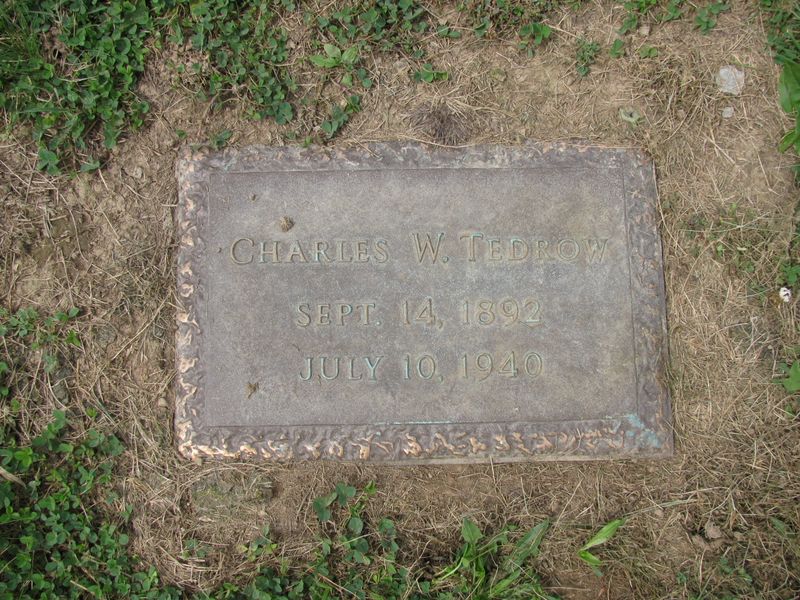 CHARLES W. TEDROW
SEPT. 14, 1892
JULY 10, 1940